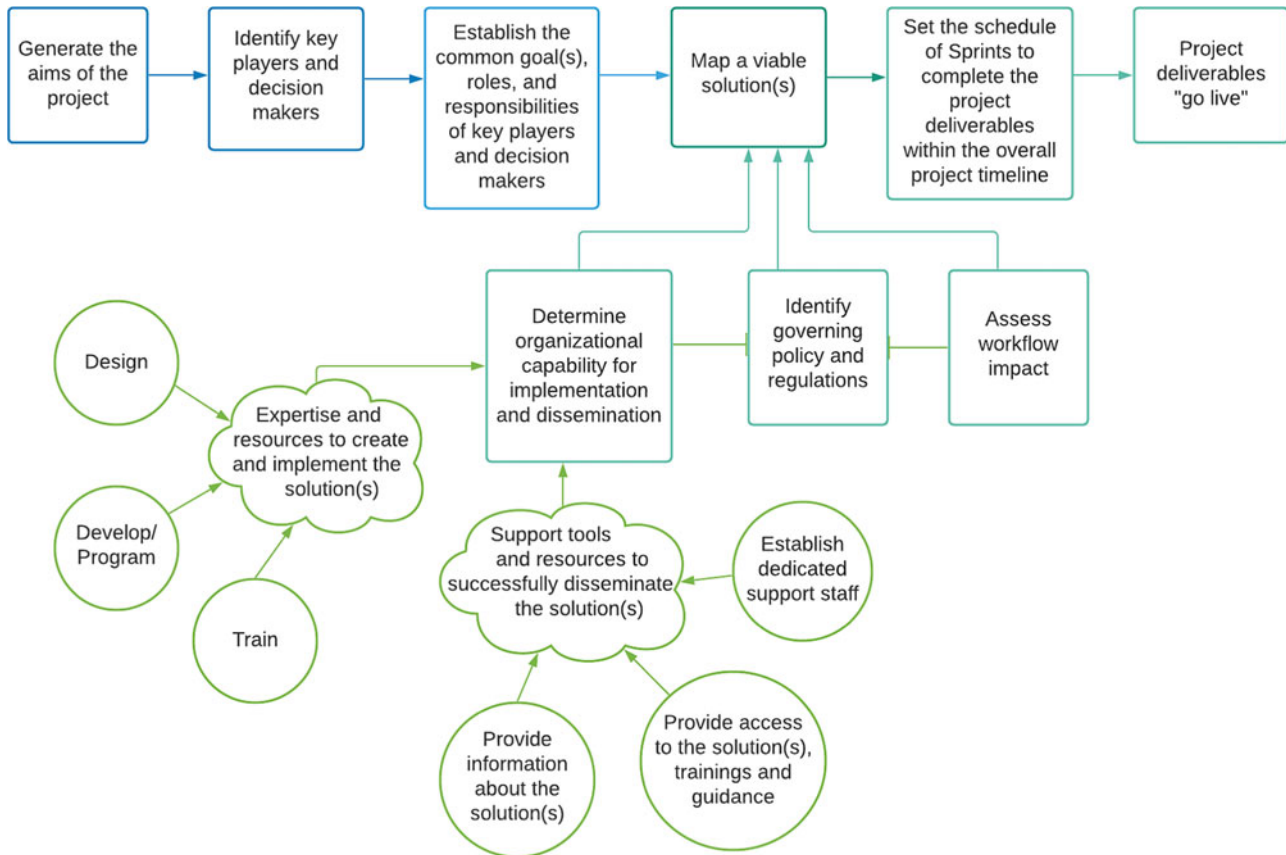 Generate the
aims of the
project
Identify key
players and
decision
makers
Establish the
common goal(s),
roles, and
responsibilities
of key players
and decision
makers
Map a viable
solution(s)
Set the schedule
of Sprints to
complete the
project
deliverables
within the overall
project timeline
Project
deliverables
"go live"
Determine
organizational
capability for
implementation
and dissemination
Identify
governing
policy and
regulations
Assess
workflow
impact
Design
Expertise and
resources to create
and implement the
solution(s)
Develop/
Program
Train
Support tools
and resources to
successfully disseminate
the solution(s)
Establish
dedicated
support staff
Provide
information
about the
solution(s)
Provide access
to the solution(s),
trainings and
guidance